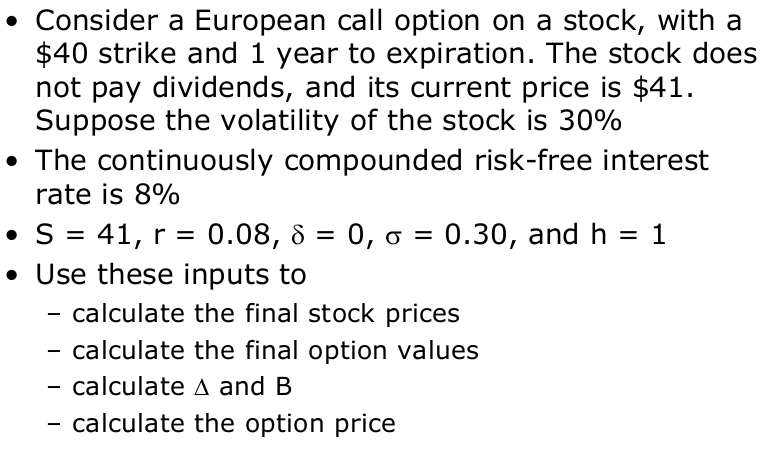 • Consider a European call option on a stock, with a
$40 strike and 1 year to expiration. The stock does
not pay dividends, and its current price is $41.
Suppose the volatility of the stock is 30%
• The continuously compounded risk-free interest
rate is 8%
• S = 41, r = 0.08, δ = 0, σ = 0.30, and h = 1
• Use these inputs to
– calculate the final stock prices
– calculate the final option values
– calculate Δ and B
– calculate the option price